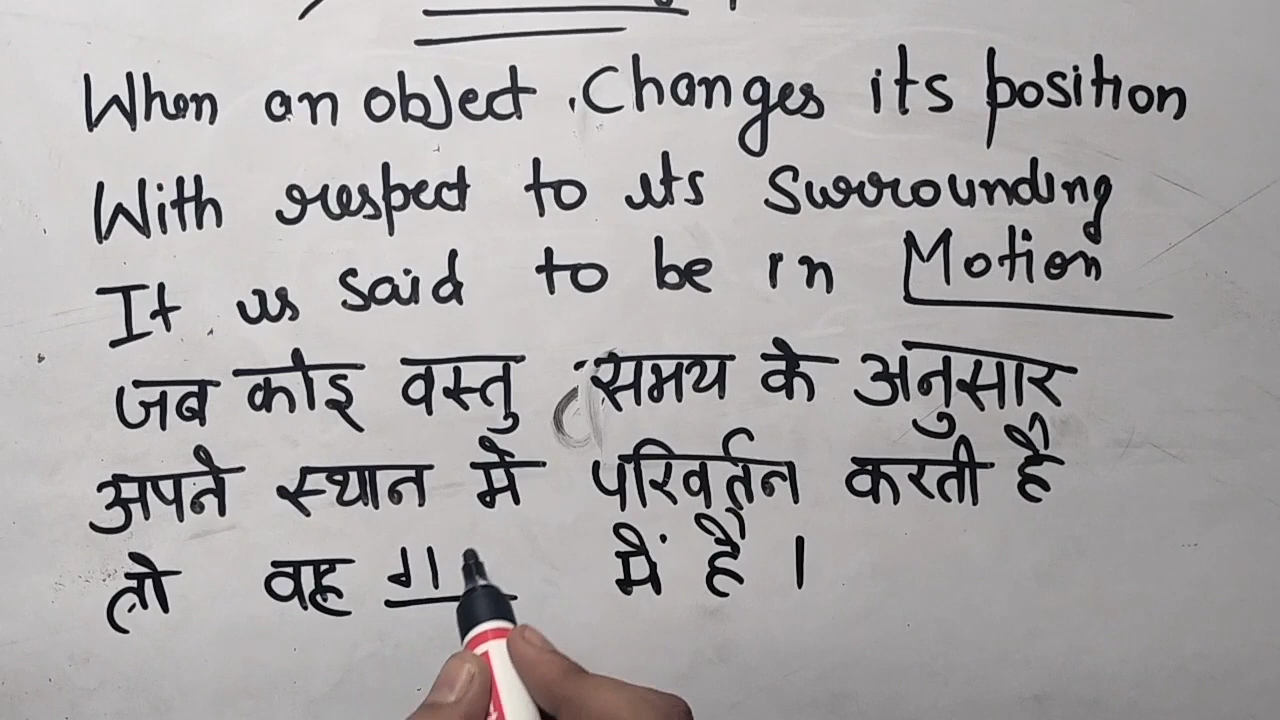 When an object Changes its position
With respect to its Surrounding
It is said to be in Motion
जब कोइ वस्तु समय के अनुसार
अपने स्थान मे परिवर्तन करती है
तो वह में है ।